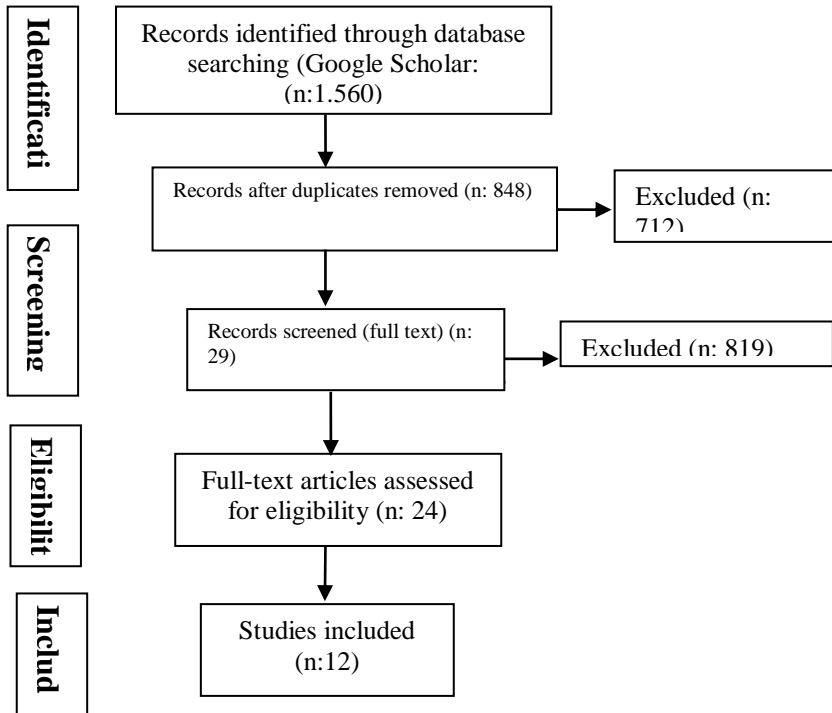 Identificati
Records identified through database
searching (Google Scholar:
(n:1.560)
Records after duplicates removed (n: 848)
Excluded (n:
712)
Screening
Records screened (full text) (n:
29)
Excluded (n: 819)
Eligibilit
Full-text articles assessed
for eligibility (n: 24)
Includ
Studies included
(n:12)